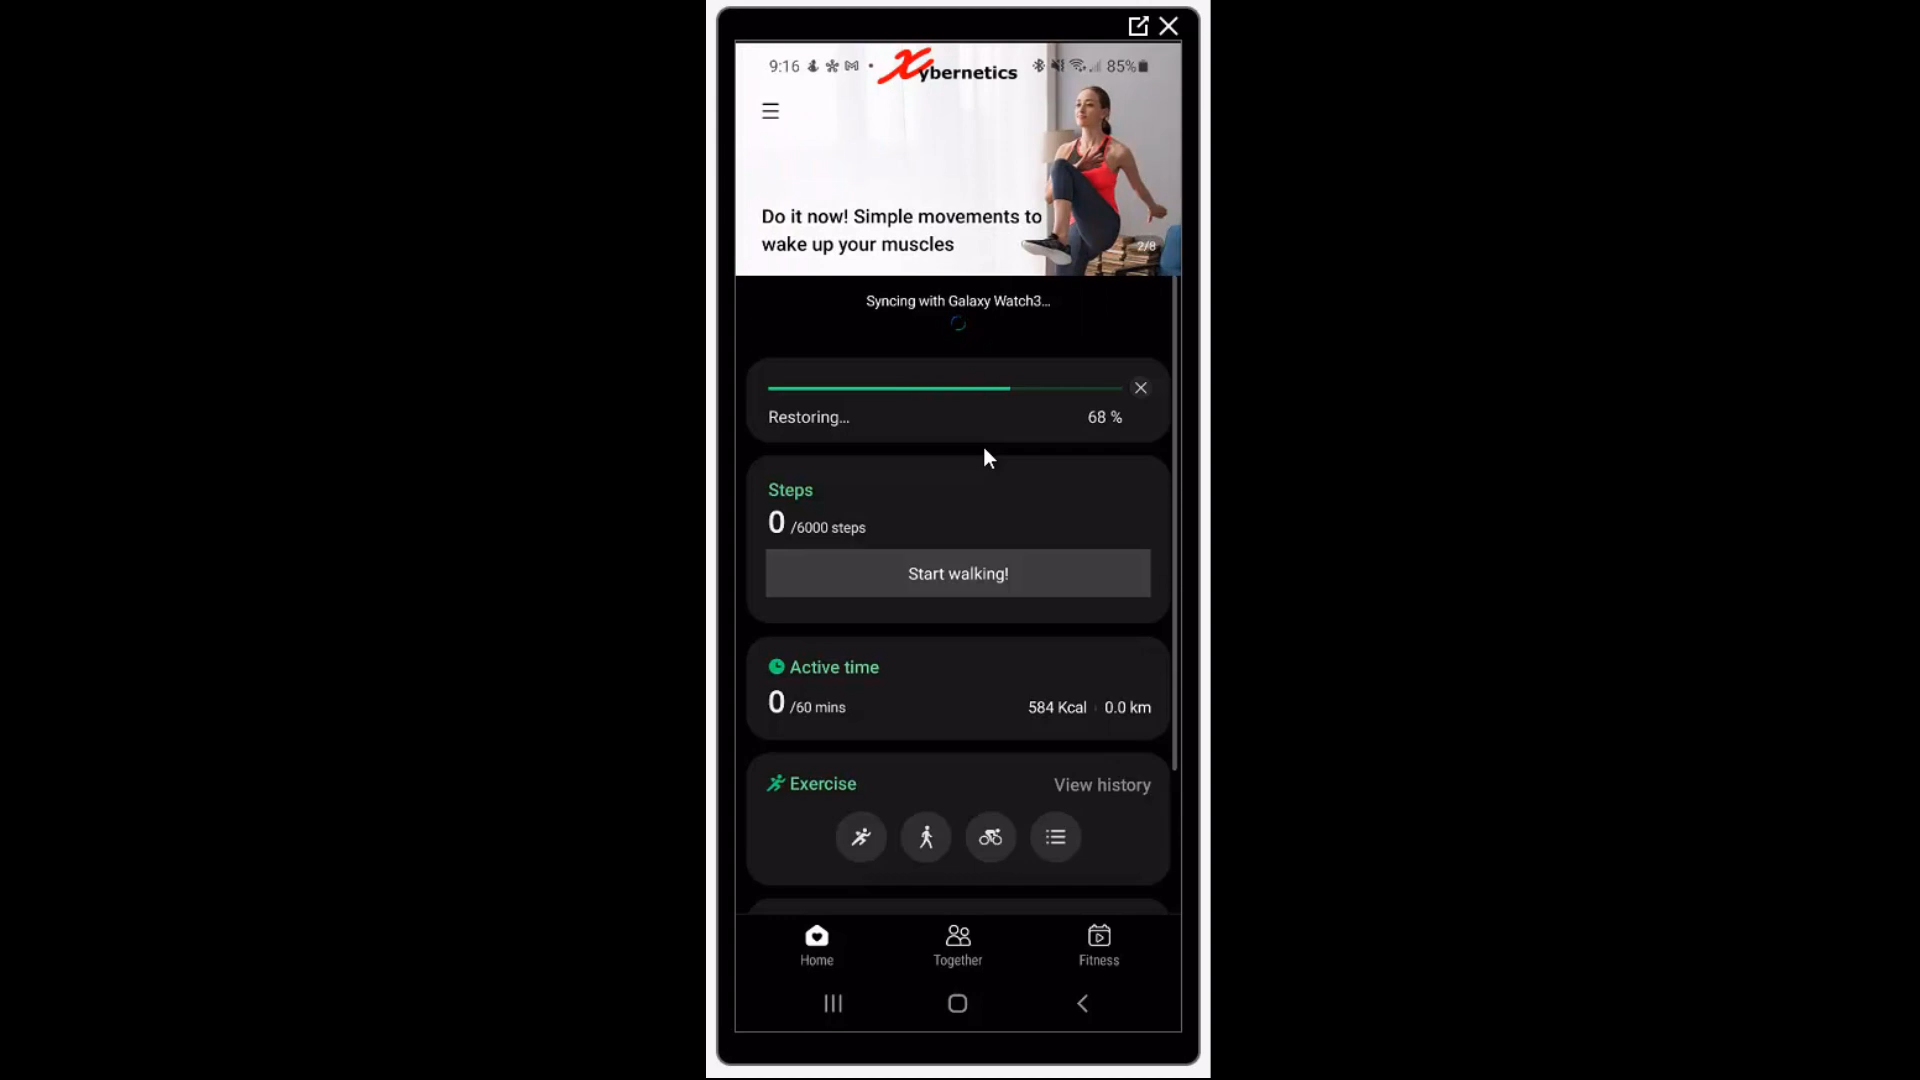 9:16
Xybernetics
85%
Do it now! Simple movements to
wake up your muscles
2/8
Syncing with Galaxy Watch3...
Restoring...
68 %
Steps
0 /6000 steps
Start walking!
Active time
0 /60 mins
584 Kcal
0.0 km
Exercise
View history
Home
Together
Fitness